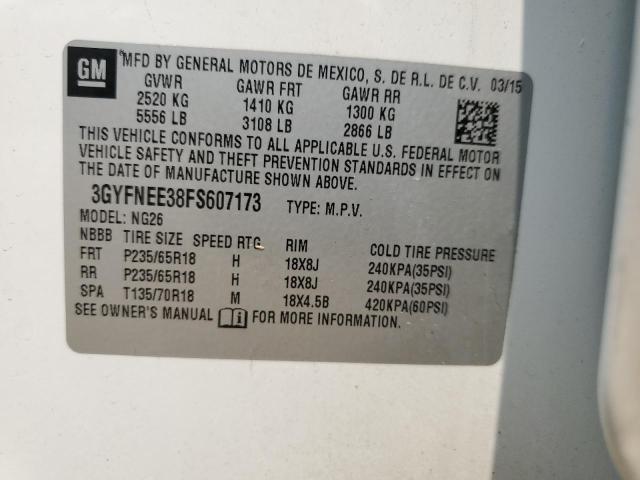 GM
MFD BY GENERAL MOTORS DE MEXICO, S. DE R.L. DE C.V. 03/15
GVWR GAWR FRT GAWR RR
2520 KG 1410 KG 1300 KG
5556 LB 3108 LB 2866 LB
THIS VEHICLE CONFORMS TO ALL APPLICABLE U.S. FEDERAL MOTOR
VEHICLE SAFETY AND THEFT PREVENTION STANDARDS IN EFFECT ON
THE DATE OF MANUFACTURE SHOWN ABOVE.
3GYFNEE38FS607173 TYPE: M.P.V.
MODEL: NG26
NBBB TIRE SIZE SPEED RTG RIM COLD TIRE PRESSURE
FRT P235/65R18 H 18X8J 240KPA(35PSI)
RR P235/65R18 H 18X8J 240KPA(35PSI)
SPA T135/70R18 M 18X4.5B 420KPA(60PSI)
SEE OWNER'S MANUAL FOR MORE INFORMATION.